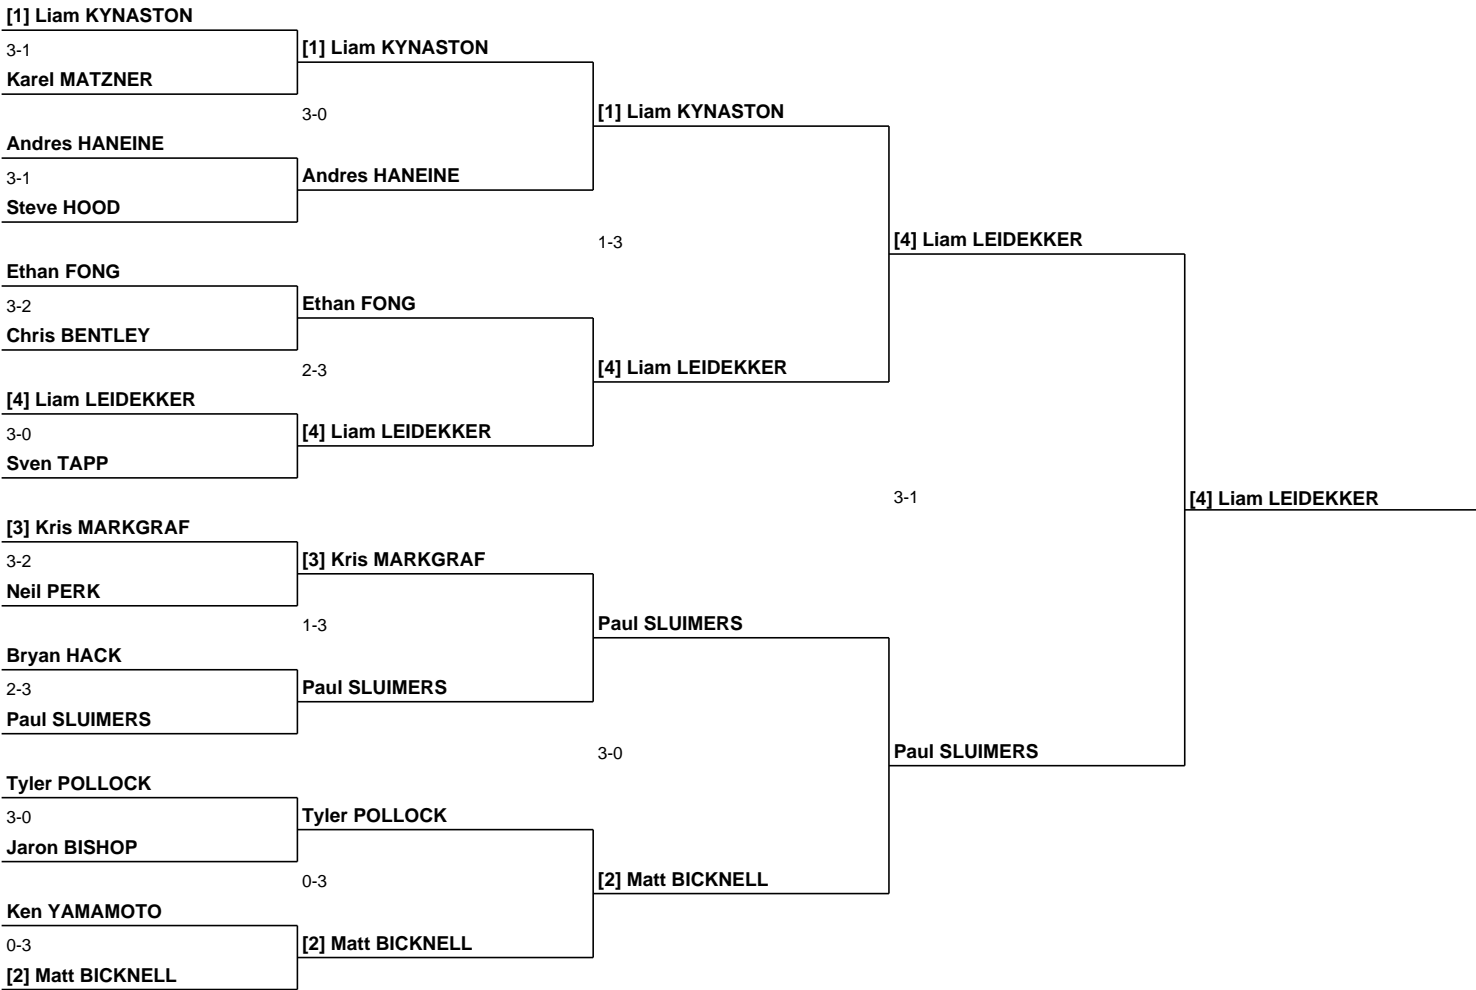 [1] Liam KYNASTON
3-1
Karel MATZNER
Andres HANEINE
3-1
Steve HOOD
Ethan FONG
3-2
Chris BENTLEY
[4] Liam LEIDEKKER
3-0
Sven TAPP
[3] Kris MARKGRAF
3-2
Neil PERK
Bryan HACK
2-3
Paul SLUIMERS
Tyler POLLOCK
3-0
Jaron BISHOP
Ken YAMAMOTO
0-3
[2] Matt BICKNELL
[1] Liam KYNASTON
3-0
Andres HANEINE
Ethan FONG
2-3
[4] Liam LEIDEKKER
[3] Kris MARKGRAF
1-3
Paul SLUIMERS
Tyler POLLOCK
0-3
[2] Matt BICKNELL
[1] Liam KYNASTON
1-3
[4] Liam LEIDEKKER
Paul SLUIMERS
3-0
[2] Matt BICKNELL
[4] Liam LEIDEKKER
3-1
Paul SLUIMERS
[4] Liam LEIDEKKER